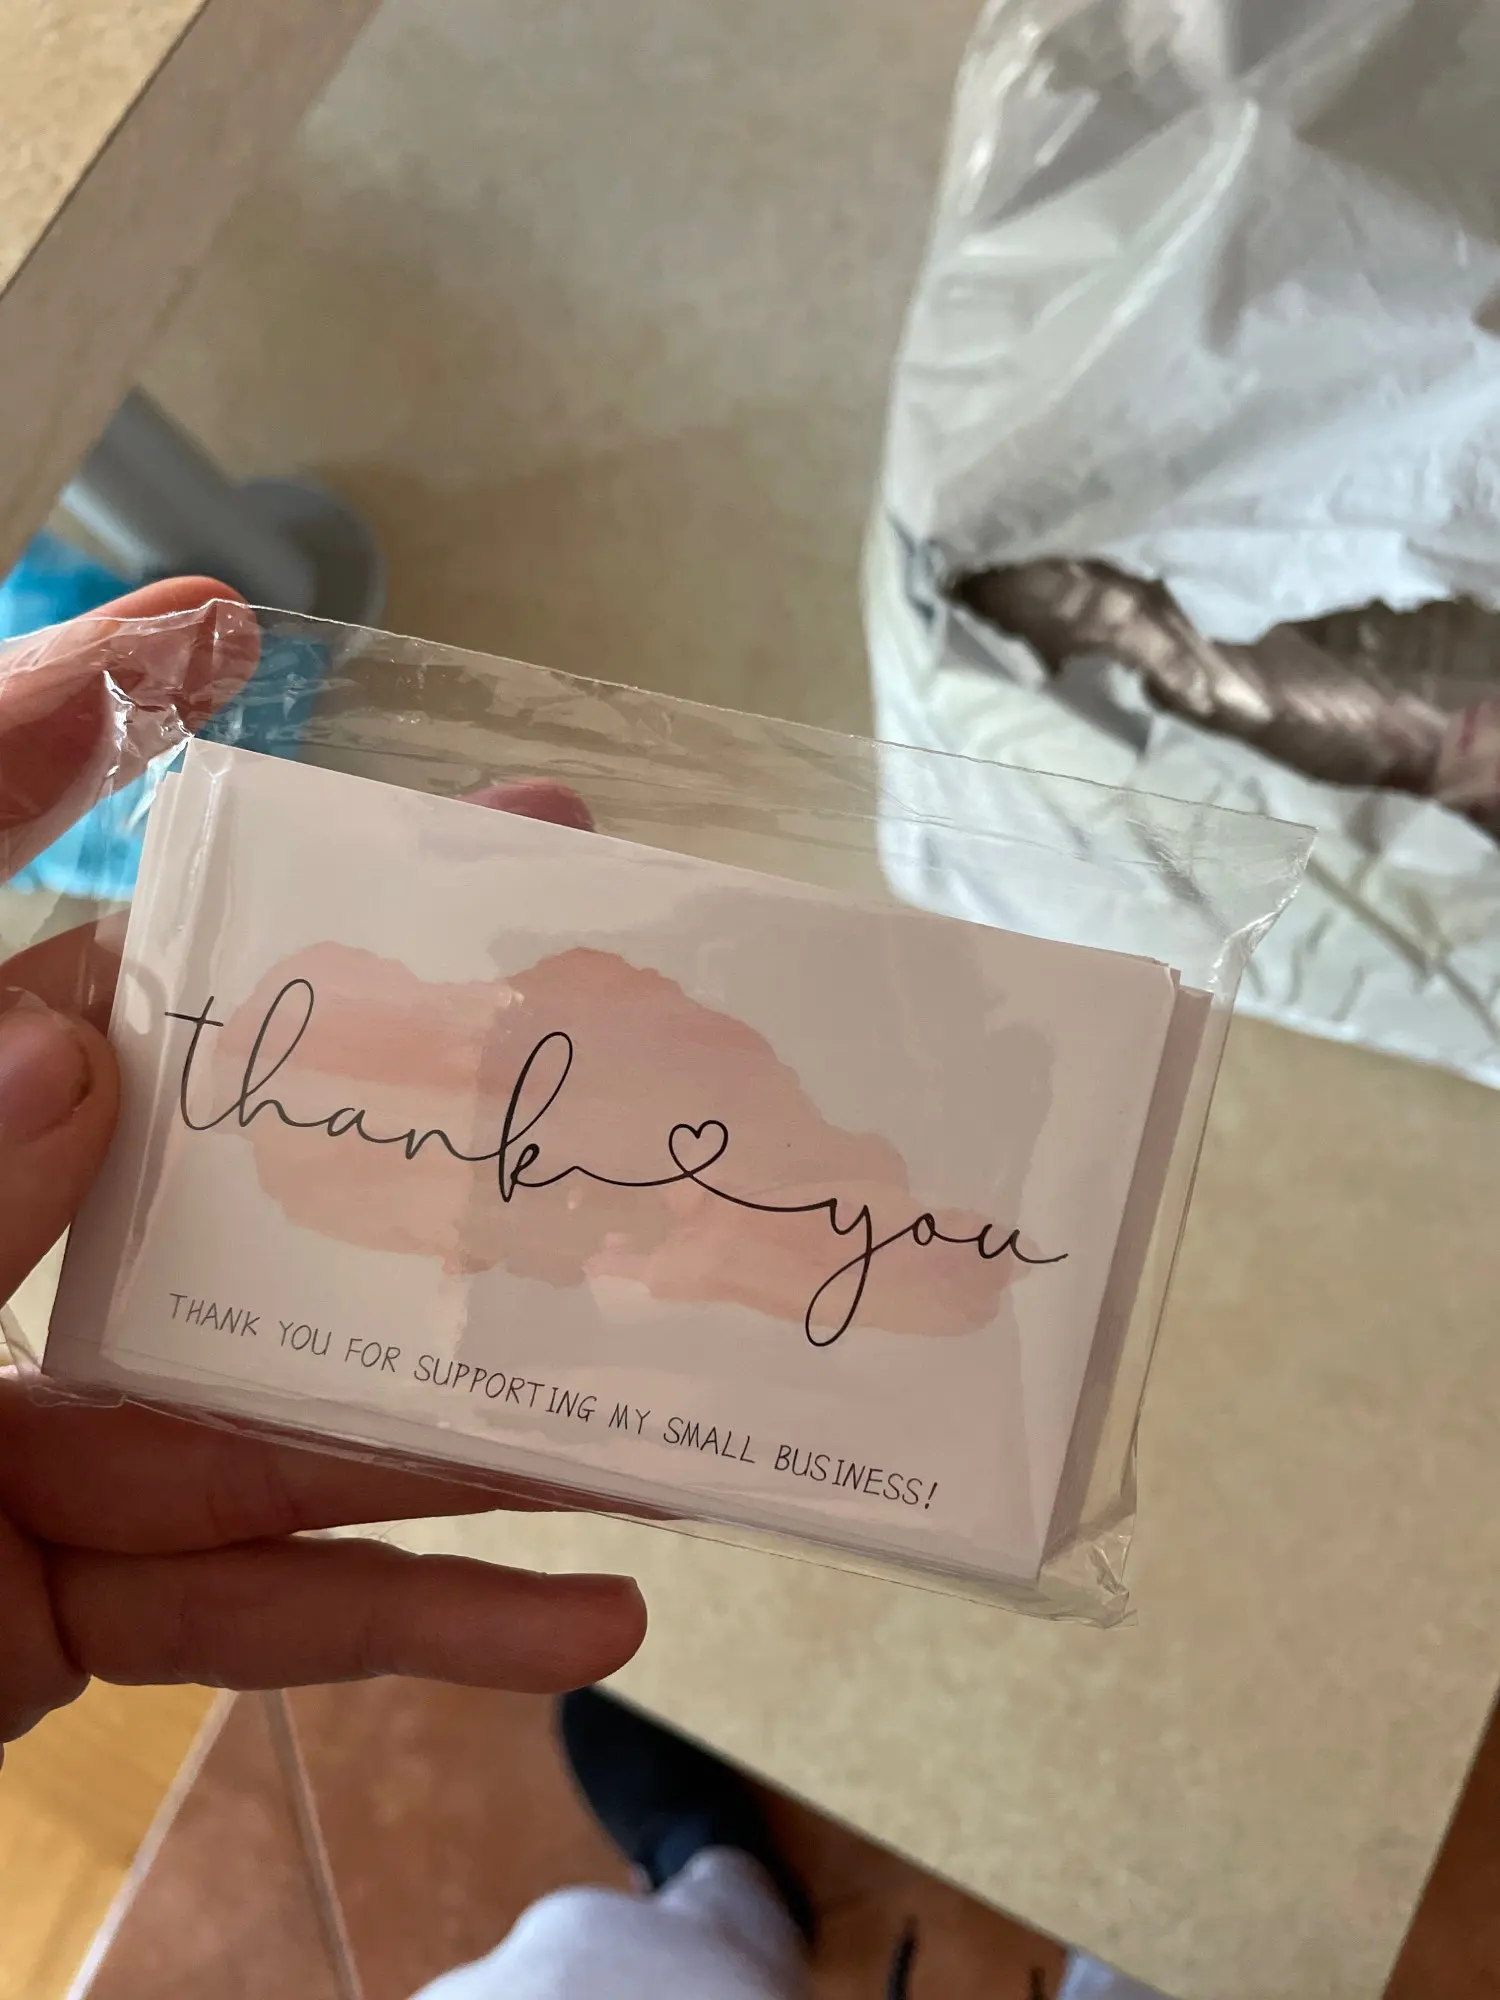 thank you
THANK YOU FOR SUPPORTING MY SMALL BUSINESS!